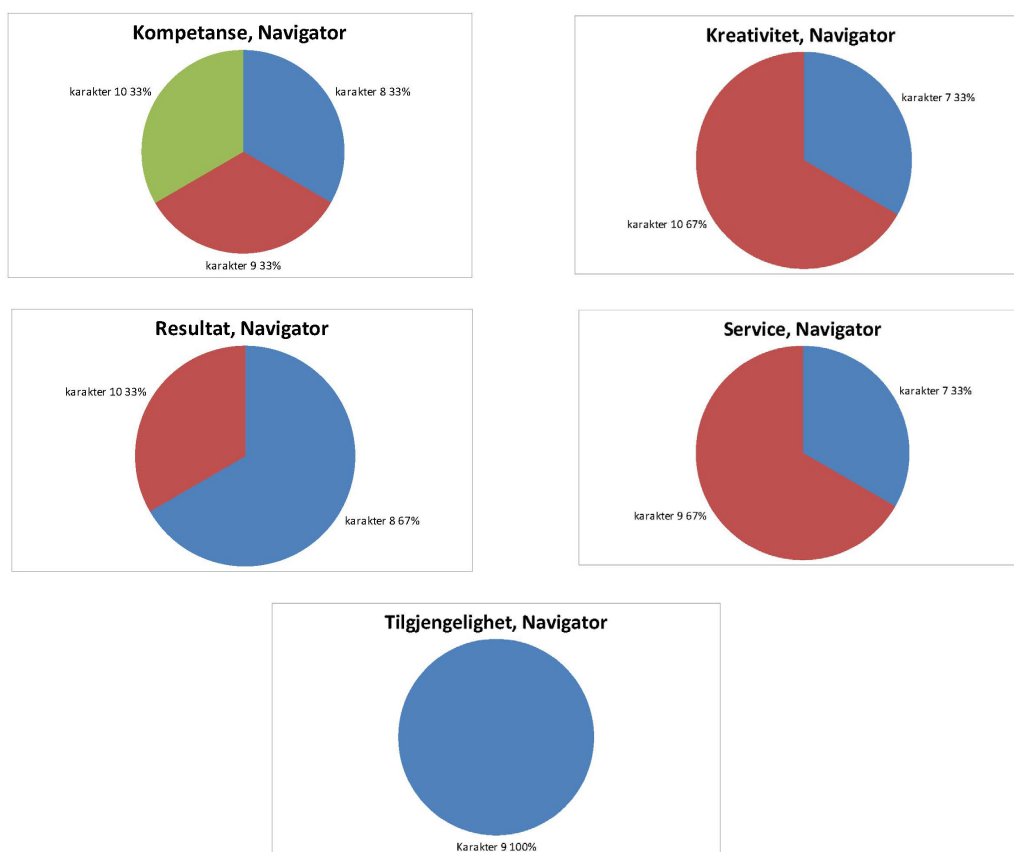 Kompetanse, Navigator
karakter 10 33%
karakter 8 33%
karakter 9 33%
Kreativitet, Navigator
karakter 7 33%
karakter 10 67%
Resultat, Navigator
karakter 10 33%
karakter 8 67%
Service, Navigator
karakter 7 33%
karakter 9 67%
Tilgjengelighet, Navigator
Karakter 9 100%